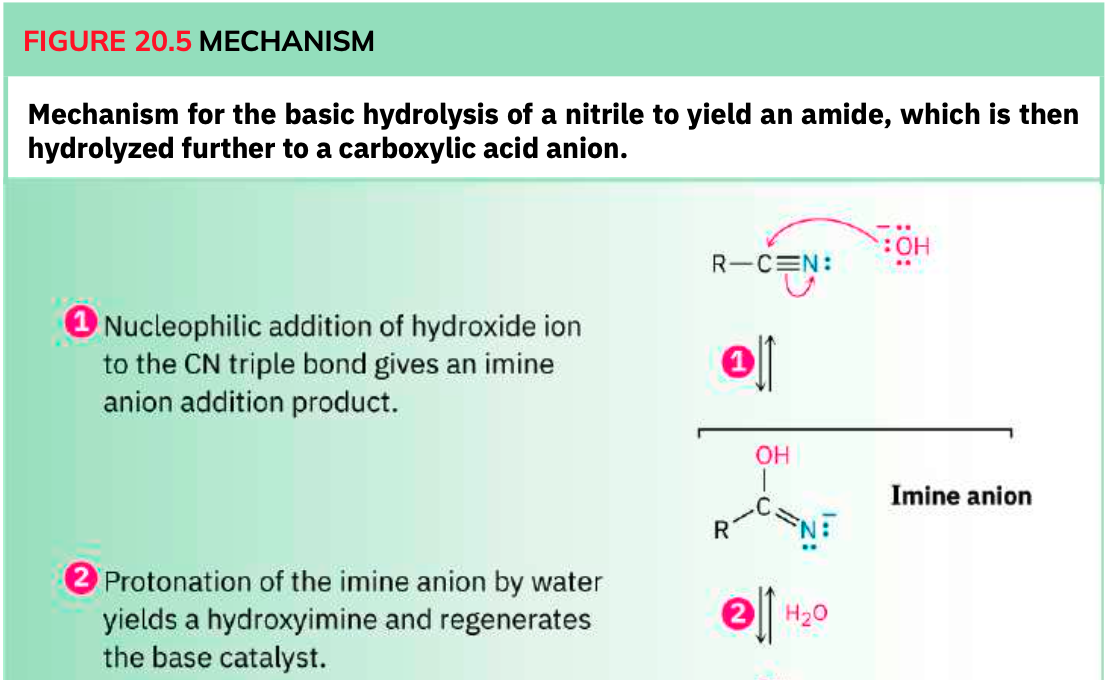 FIGURE 20.5 MECHANISM
Mechanism for the basic hydrolysis of a nitrile to yield an amide, which is then
hydrolyzed further to a carboxylic acid anion.
R—C≡N:
:ÖH
1 Nucleophilic addition of hydroxide ion
to the CN triple bond gives an imine
anion addition product.
1
OH
R C N
Imine anion
2 Protonation of the imine anion by water
yields a hydroxyimine and regenerates
the base catalyst.
2 H₂O